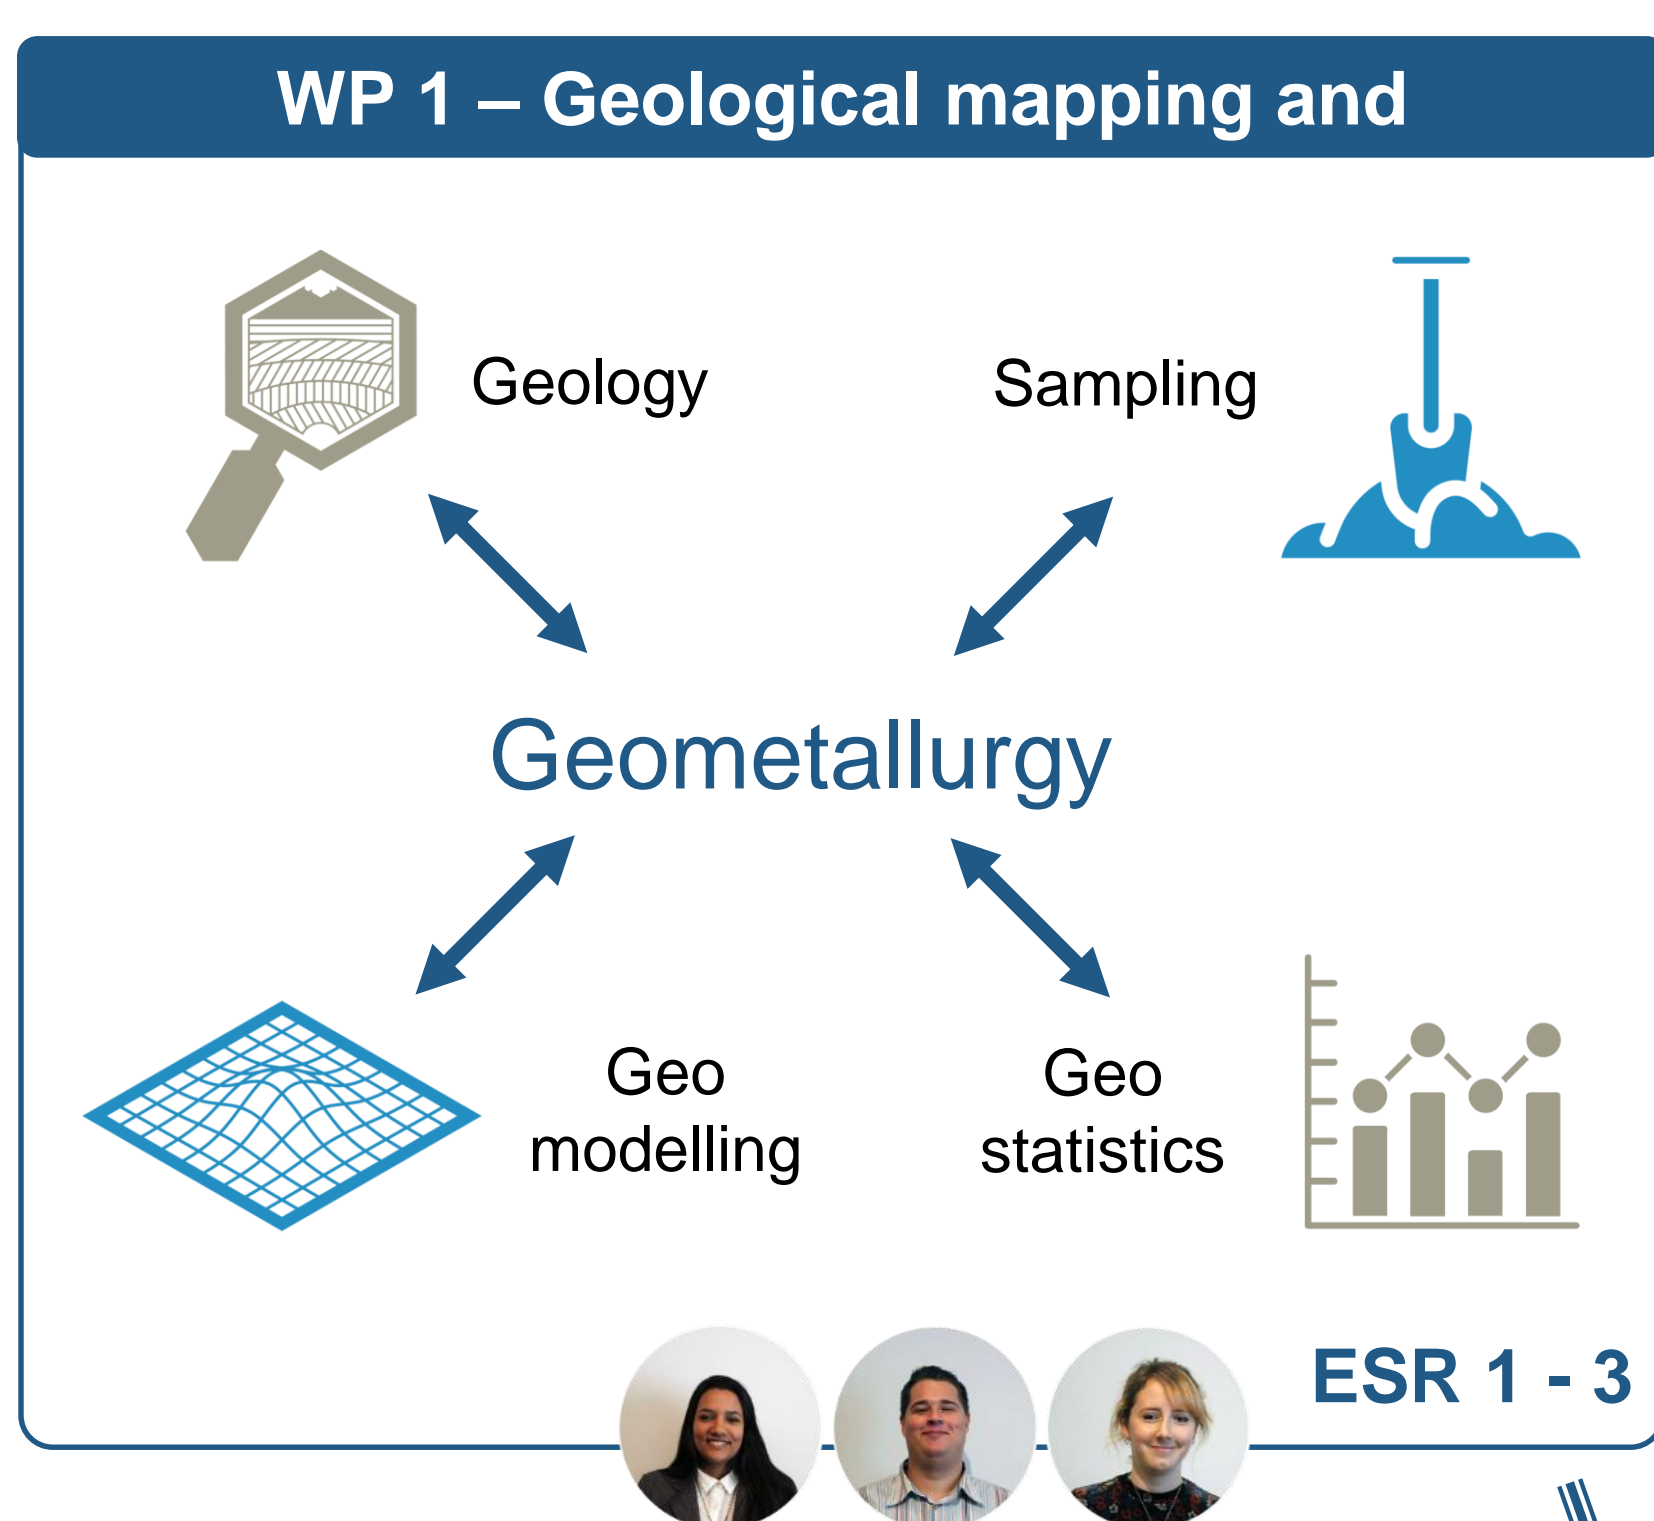 WP 1 – Geological mapping and
Geology
Sampling
Geometallurgy
Geo
modelling
Geo
statistics
ESR 1 - 3